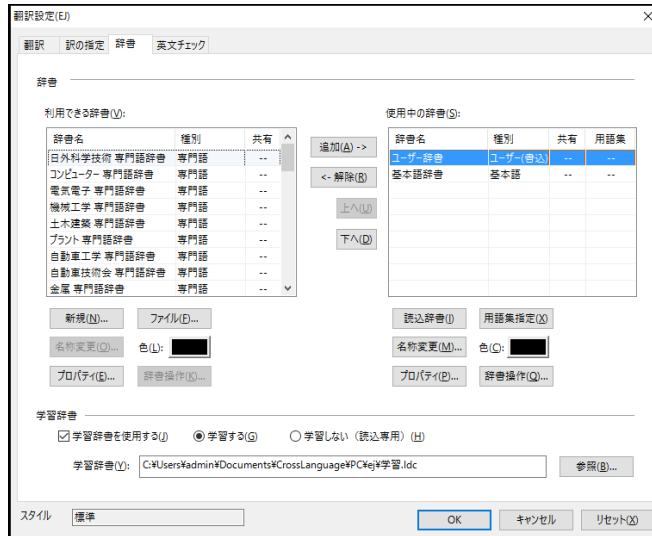 翻訳設定(EJ)
翻訳 訳の指定 辞書 英文チェック
辞書
利用できる辞書(V):
辞書名 種別 共有
日外科学技術 専門語辞書 専門語 --
コンピューター 専門語辞書 専門語 --
電気電子 専門語辞書 専門語 --
機械工学 専門語辞書 専門語 --
土木建築 専門語辞書 専門語 --
プラント 専門語辞書 専門語 --
自動車工学 専門語辞書 専門語 --
自動車技術会 専門語辞書 専門語 --
金属 専門語辞書 専門語 --
追加(A) ->
<- 解除(R)
上へ(U)
下へ(D)
使用中の辞書(S):
辞書名 種別 共有 用語集
ユーザー辞書 ユーザー(書込) -- --
基本語辞書 基本語 -- --
新規(N)... ファイル(F)...
名称変更(O)... 色(L):
プロパティ(E)... 辞書操作(K)...
読込辞書(I) 用語集指定(X)
名称変更(M)... 色(C):
プロパティ(P)... 辞書操作(Q)...
学習辞書
学習辞書を使用する(J) 学習する(G) 学習しない（読込専用）(H)
学習辞書(Y): C:¥Users¥admin¥Documents¥CrossLanguage¥PC¥ej¥学習.ldc 参照(B)...
スタイル 標準 OK キャンセル リセット(X)